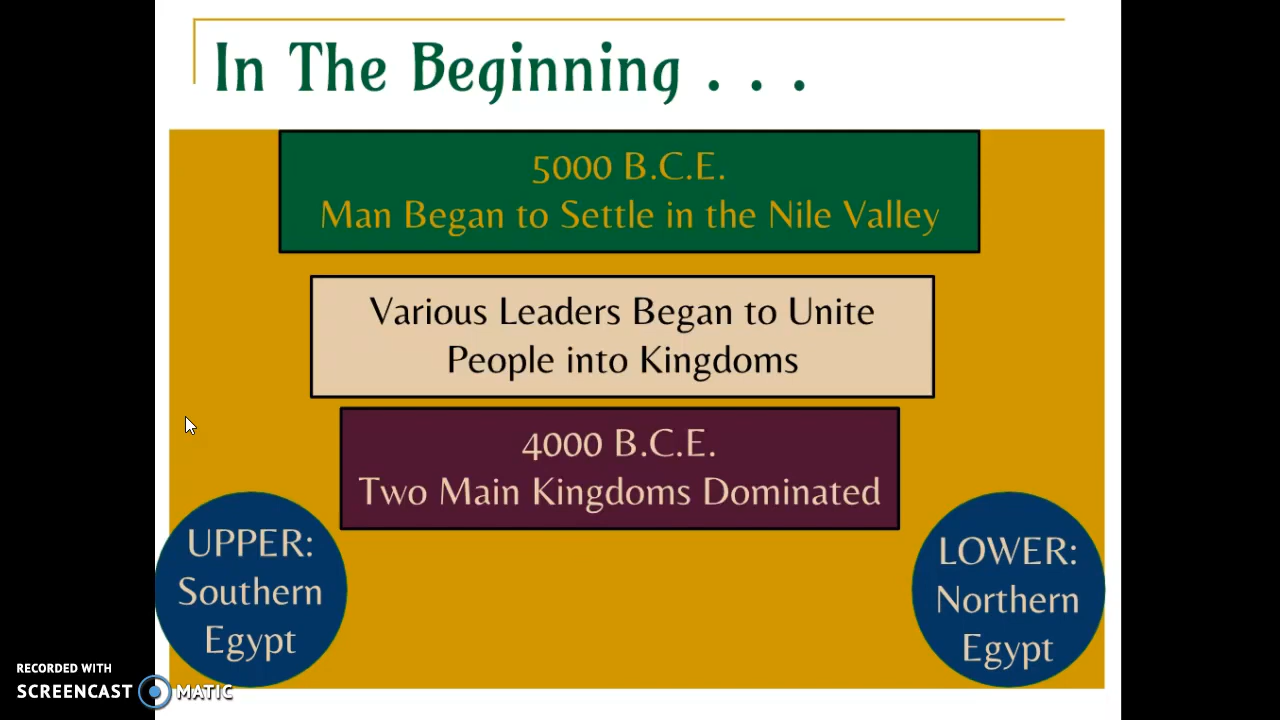 In The Beginning . . .
5000 B.C.E.
Man Began to Settle in the Nile Valley
Various Leaders Began to Unite
People into Kingdoms
4000 B.C.E.
Two Main Kingdoms Dominated
UPPER:
Southern
Egypt
LOWER:
Northern
Egypt
RECORDED WITH
SCREENCAST MATIC